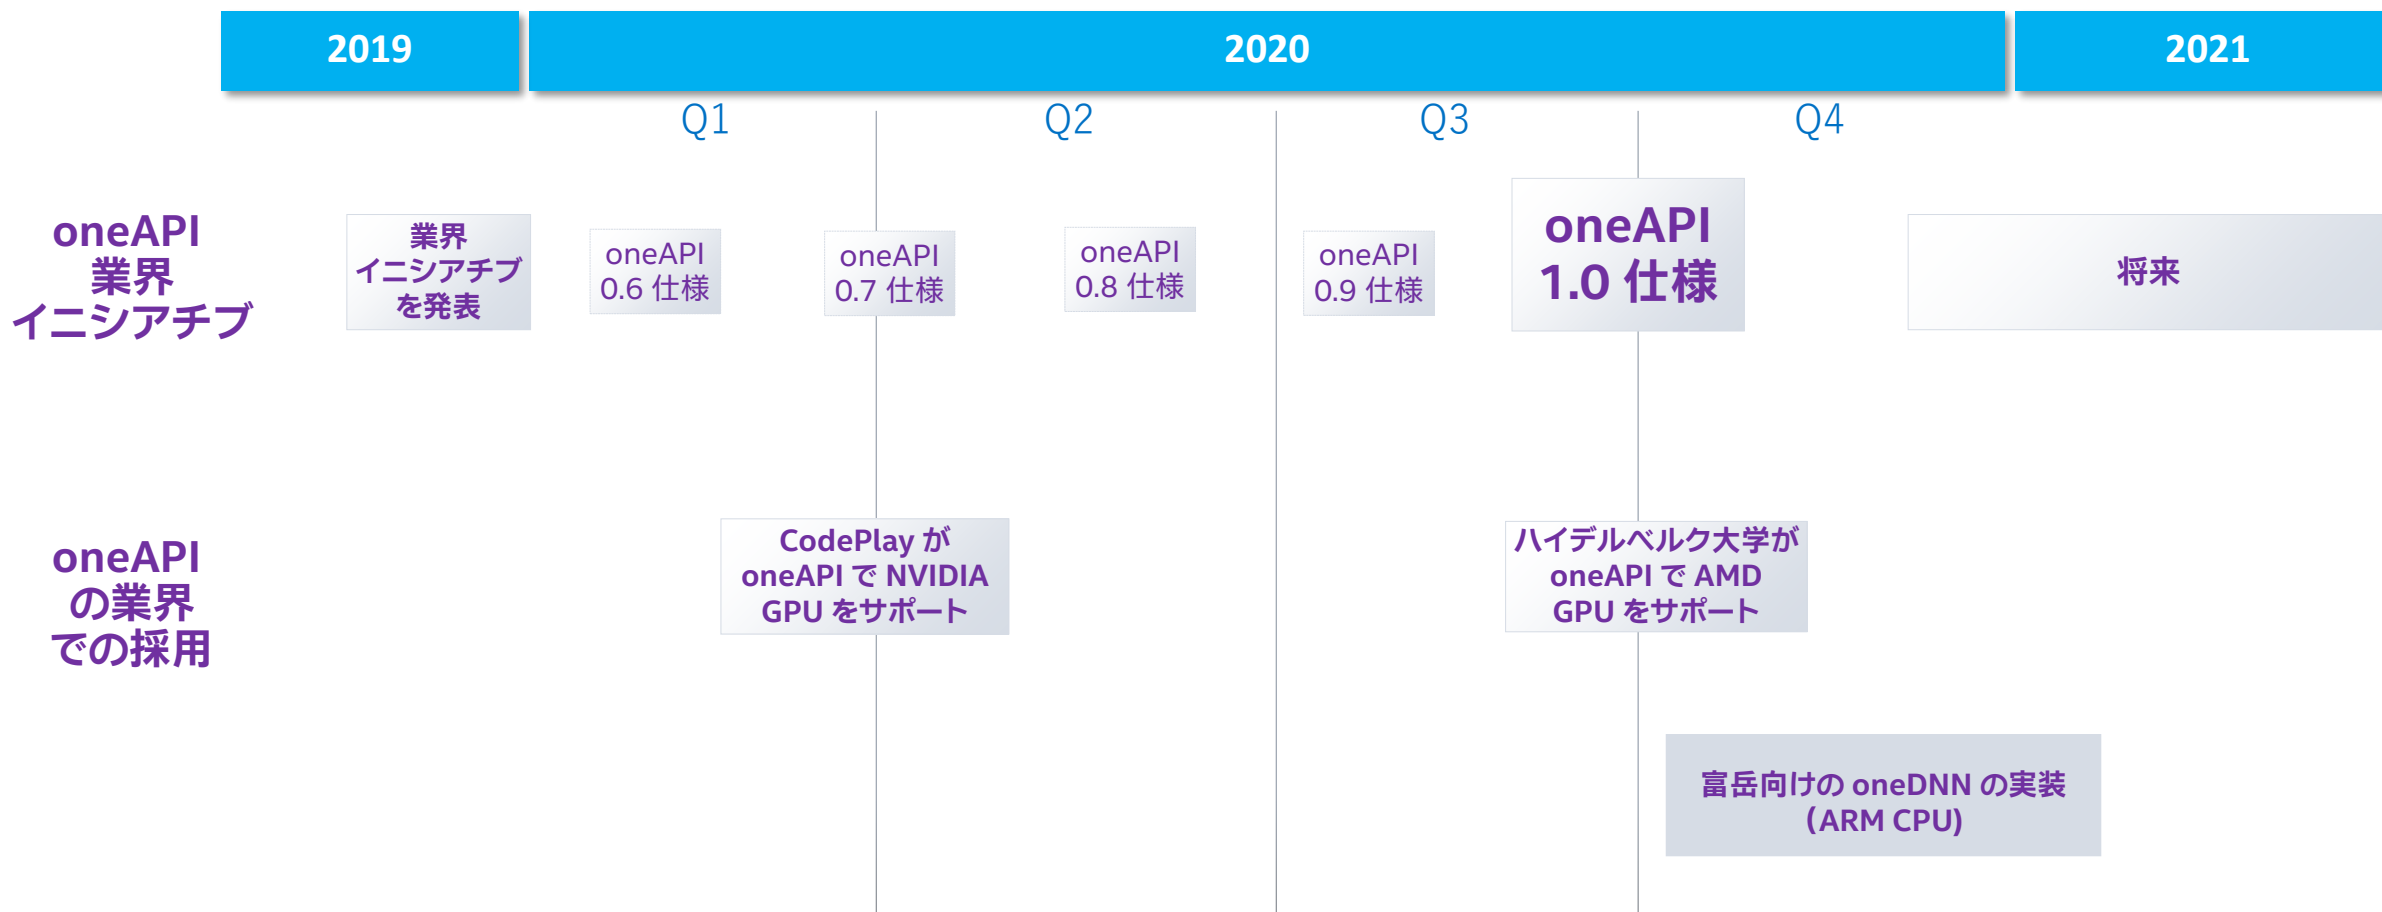 2019
2020
2021
Q1
Q2
Q3
Q4
oneAPI
業界
イニシアチブ
業界
イニシアチブ
を発表
oneAPI
0.6 仕様
oneAPI
0.7 仕様
oneAPI
0.8 仕様
oneAPI
0.9 仕様
oneAPI
1.0 仕様
将来
oneAPI
の業界
での採用
CodePlay が
oneAPI で NVIDIA
GPU をサポート
ハイデルベルク大学が
oneAPI で AMD
GPU をサポート
富岳向けの oneDNN の実装
(ARM CPU)